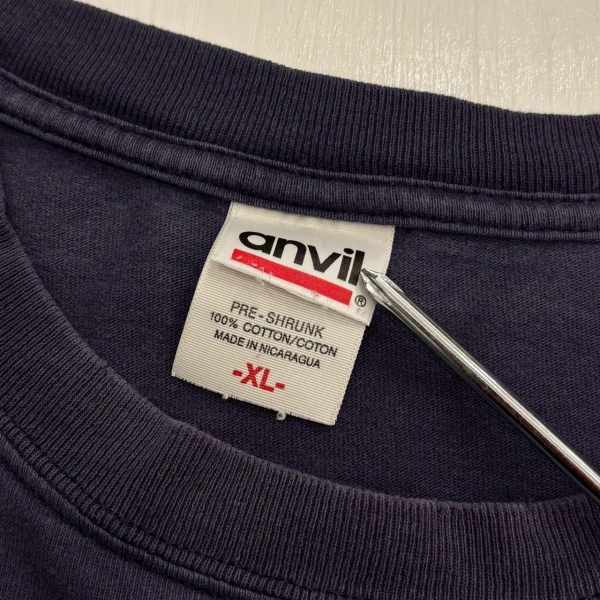 anvil
®
PRE-SHRUNK
100% COTTON/COTON
MADE IN NICARAGUA
-XL-